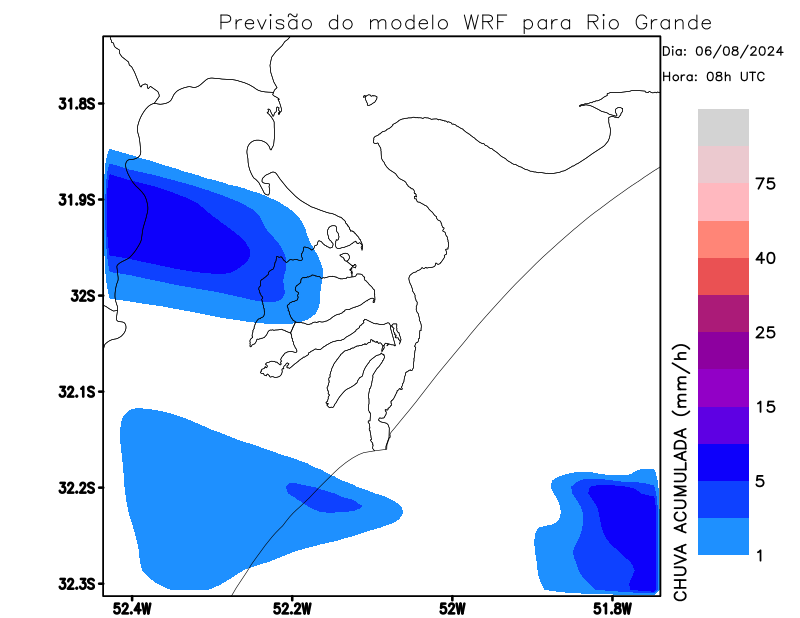 Previsão do modelo WRF para Rio Grande
Dia: 06/08/2024
Hora: 08h UTC
31.8S
31.9S
32S
32.1S
32.2S
32.3S
52.4W
52.2W
52W
51.8W
75
40
25
15
5
1
CHUVA ACUMULADA (mm/h)